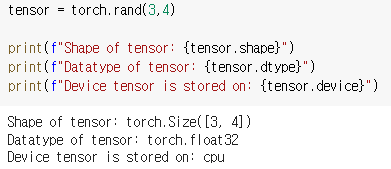 tensor = torch.rand(3,4)
print(f"Shape of tensor: {tensor.shape}")
print(f"Datatype of tensor: {tensor.dtype}")
print(f"Device tensor is stored on: {tensor.device}")
Shape of tensor: torch.Size([3, 4])
Datatype of tensor: torch.float32
Device tensor is stored on: cpu